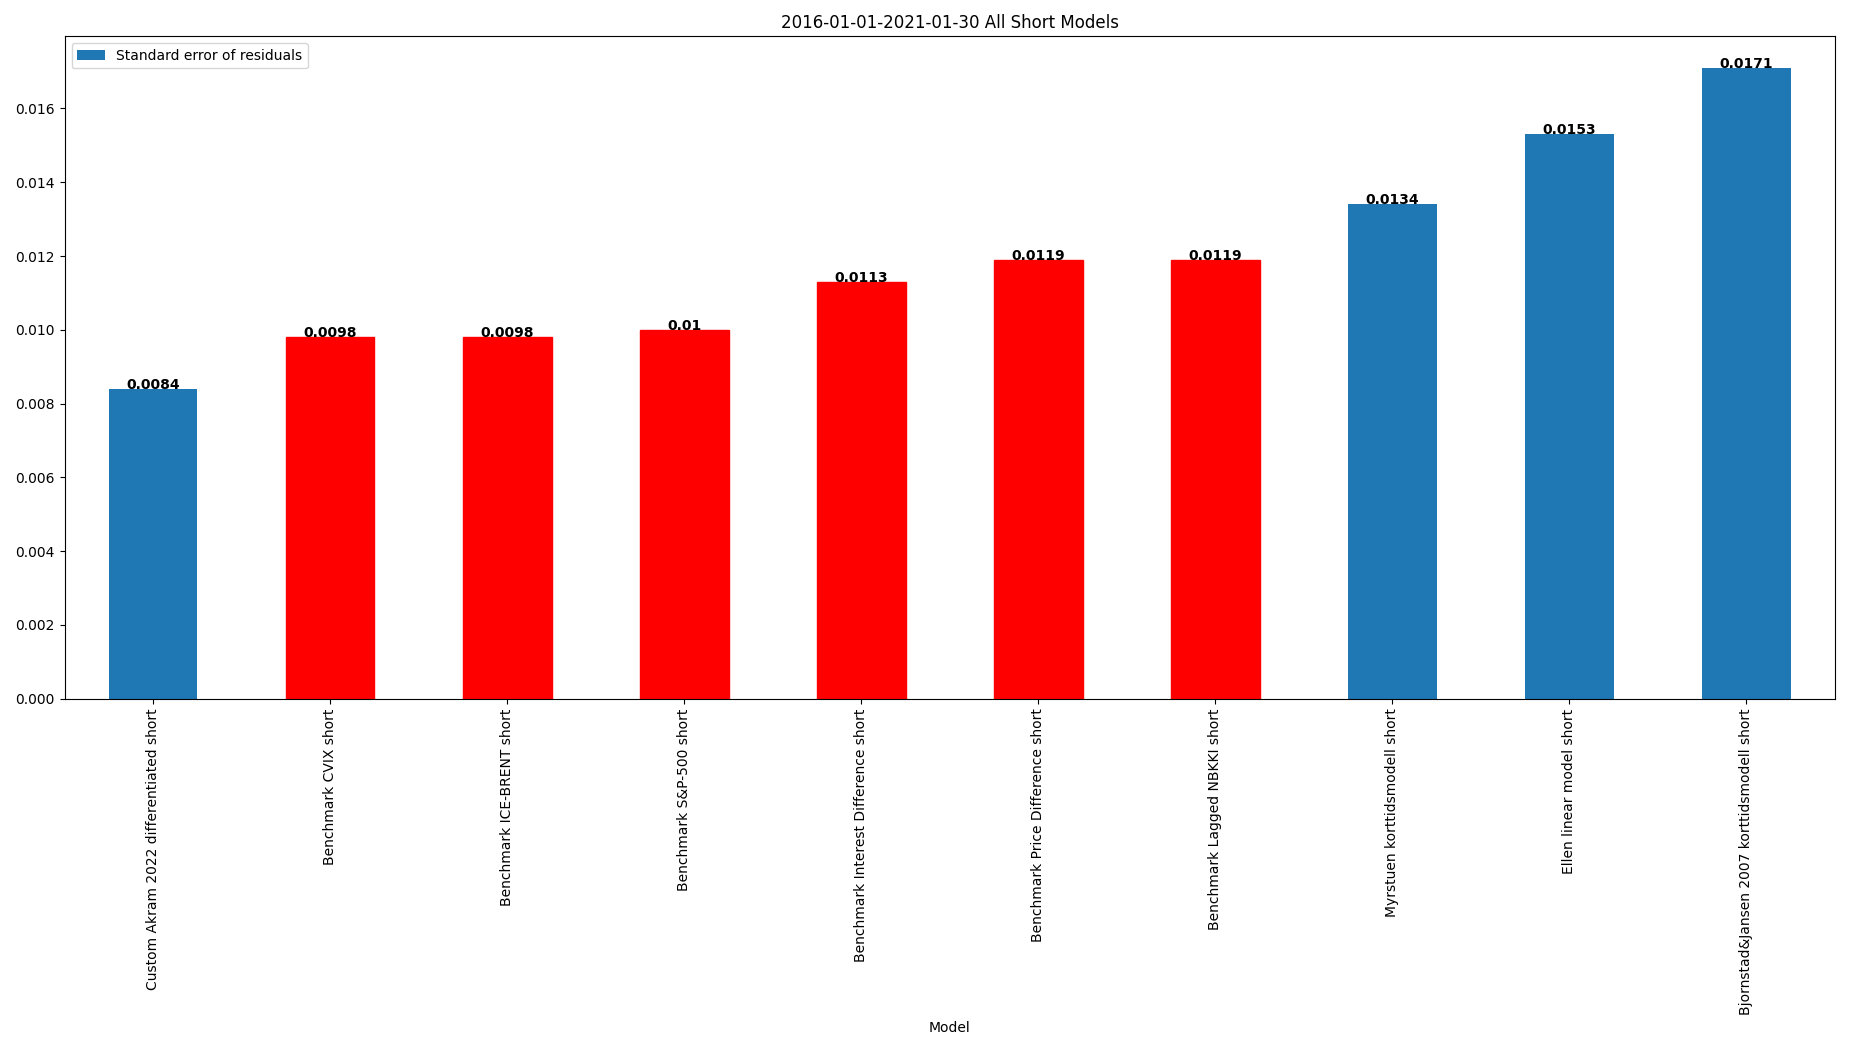 2016-01-01-2021-01-30 All Short Models
Standard error of residuals
0.016
0.014
0.012
0.010
0.008
0.006
0.004
0.002
0.000
0.0084
0.0098
0.0098
0.01
0.0113
0.0119
0.0119
0.0134
0.0153
0.0171
Custom Akram 2022 differentiated short
Benchmark CVIX short
Benchmark ICE-BRENT short
Benchmark S&P-500 short
Benchmark Interest Difference short
Benchmark Price Difference short
Benchmark Lagged NBKKI short
Myrstuen korttidsmodell short
Ellen linear model short
Bjornstad&Jansen 2007 korttidsmodell short
Model